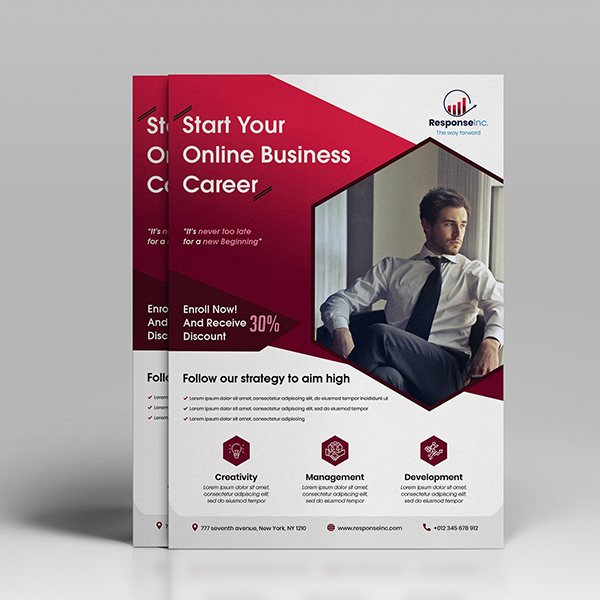 Start Your
Online Business
Career
ResponseInc.
The way forward
"It's never too late
for a new Beginning"
Enroll Now!
And Receive 30%
Discount
Follow our strategy to aim high
Lorem ipsum dolor sit amet, consectetur adipiscing elit, do eiusmod tempor incididunt ut
Lorem ipsum dolor sit amet, consectetur adipiscing elit, sed do eiusmod tempor
Lorem ipsum dolor sit amet, consectetur adipiscing
Creativity
Lorem ipsum dolor sit amet,
consectetur adipiscing elit,
sed do eiusmod tempor
Management
Lorem ipsum dolor sit amet,
consectetur adipiscing elit,
sed do eiusmod tempor
Development
Lorem ipsum dolor sit amet,
consectetur adipiscing elit,
sed do eiusmod tempor
777 seventh avenue, New York, NY 1210
www.responseinc.com
+012 345 678 912
St
On
Ca
"It's n
for a
Enro
And
Disc
Follo
Lorem
Lorem
Lorem
7